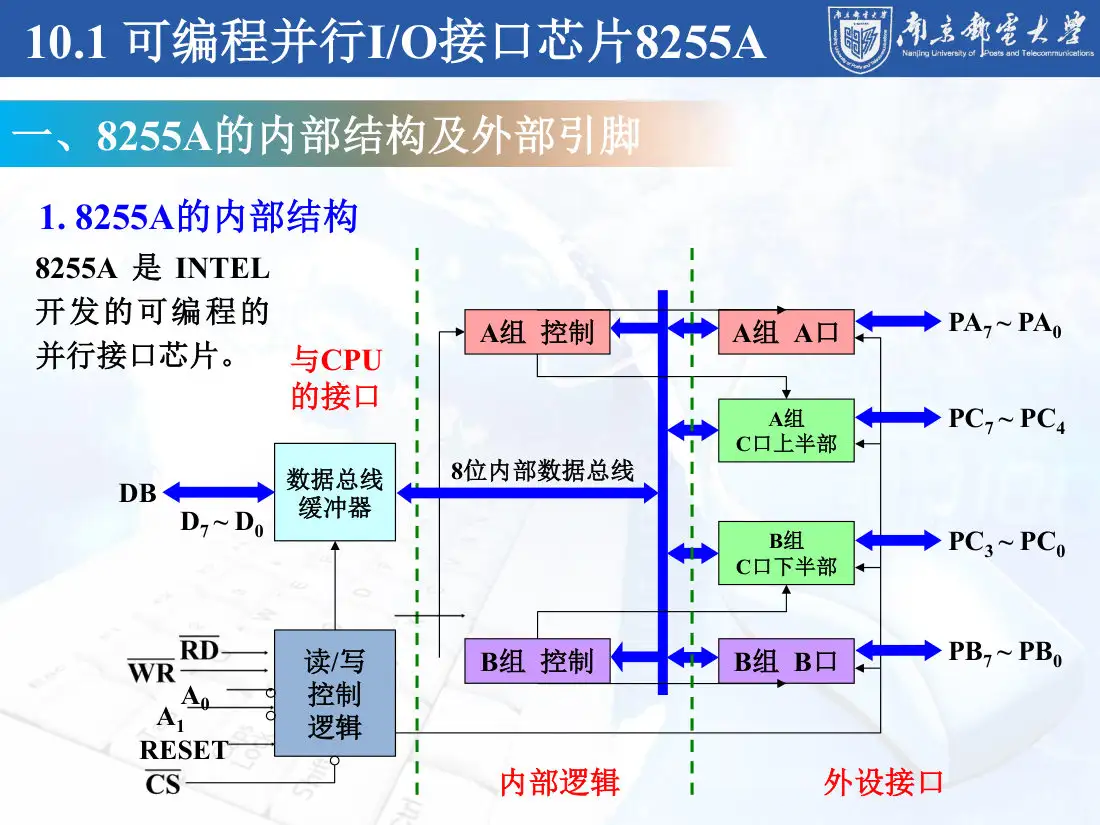 10.1 可编程并行I/O接口芯片8255A
南京邮电大学
Nanjing University of Posts and Telecommunications
一、8255A的内部结构及外部引脚
1. 8255A的内部结构
8255A 是 INTEL
开发的可编程的
并行接口芯片。
与CPU
的接口
A组 控制
A组 A口
PA7 ~ PA0
A组
C口上半部
PC7 ~ PC4
数据总线
缓冲器
8位内部数据总线
DB
D7 ~ D0
B组
C口下半部
PC3 ~ PC0
B组 控制
B组 B口
PB7 ~ PB0
读/写
控制
逻辑
RD
WR
A0
A1
RESET
CS
内部逻辑
外设接口